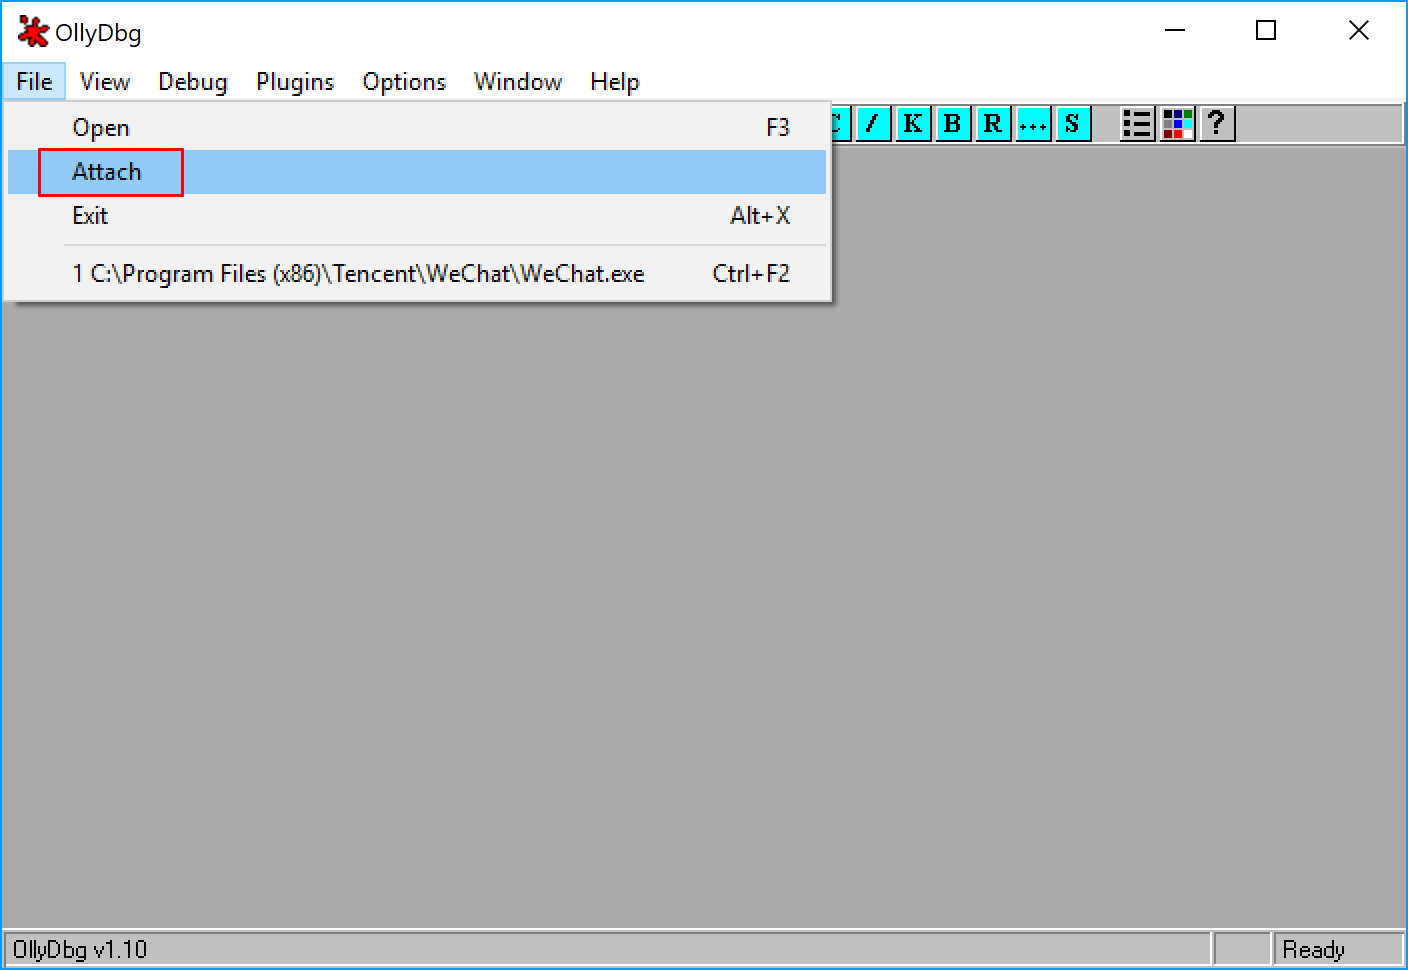 OllyDbg
File View Debug Plugins Options Window Help
Open F3
Attach
Exit Alt+X
1 C:\Program Files (x86)\Tencent\WeChat\WeChat.exe Ctrl+F2
/ K B R ... S ?
OllyDbg v1.10 Ready